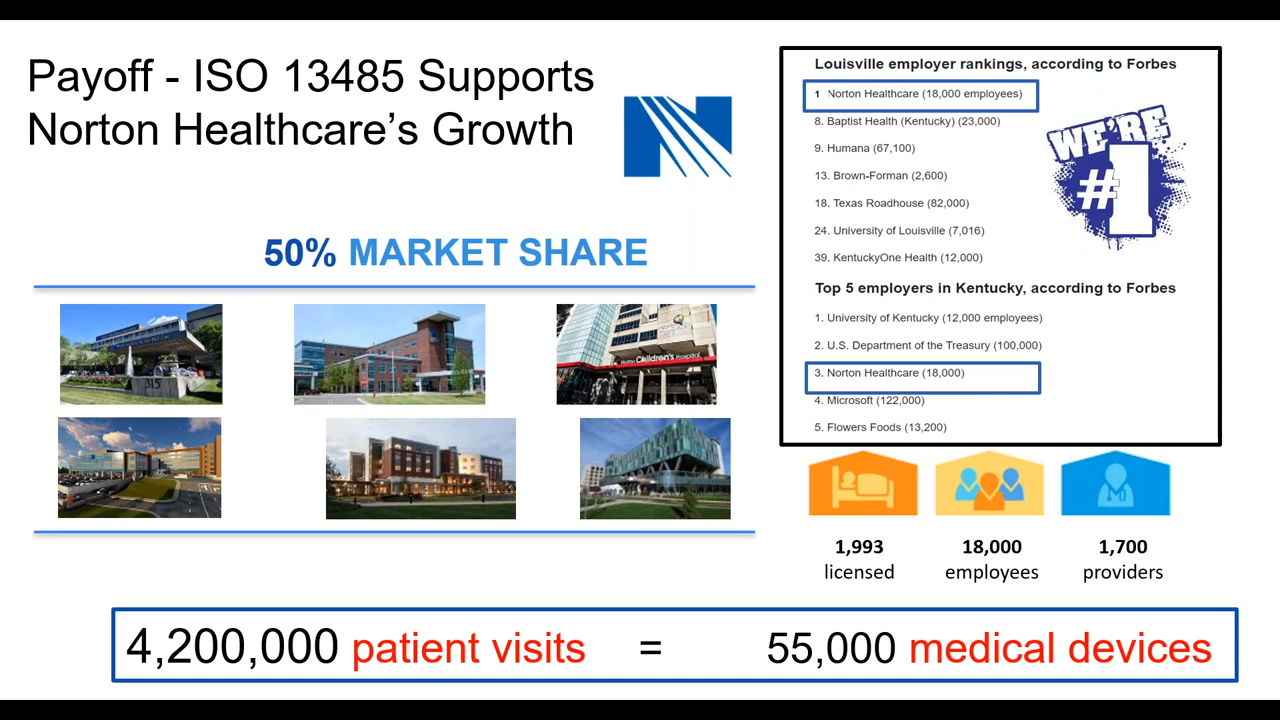 Payoff - ISO 13485 Supports
Norton Healthcare's Growth
50% MARKET SHARE
315
Children's Hospital
Louisville employer rankings, according to Forbes
1 Norton Healthcare (18,000 employees)
8. Baptist Health (Kentucky) (23,000)
9. Humana (67,100)
13. Brown-Forman (2,600)
18. Texas Roadhouse (82,000)
24. University of Louisville (7,016)
39. KentuckyOne Health (12,000)
WE'RE
#1
Top 5 employers in Kentucky, according to Forbes
1. University of Kentucky (12,000 employees)
2. U.S. Department of the Treasury (100,000)
3. Norton Healthcare (18,000)
4. Microsoft (122,000)
5. Flowers Foods (13,200)
1,993
licensed
18,000
employees
1,700
providers
4,200,000 patient visits = 55,000 medical devices